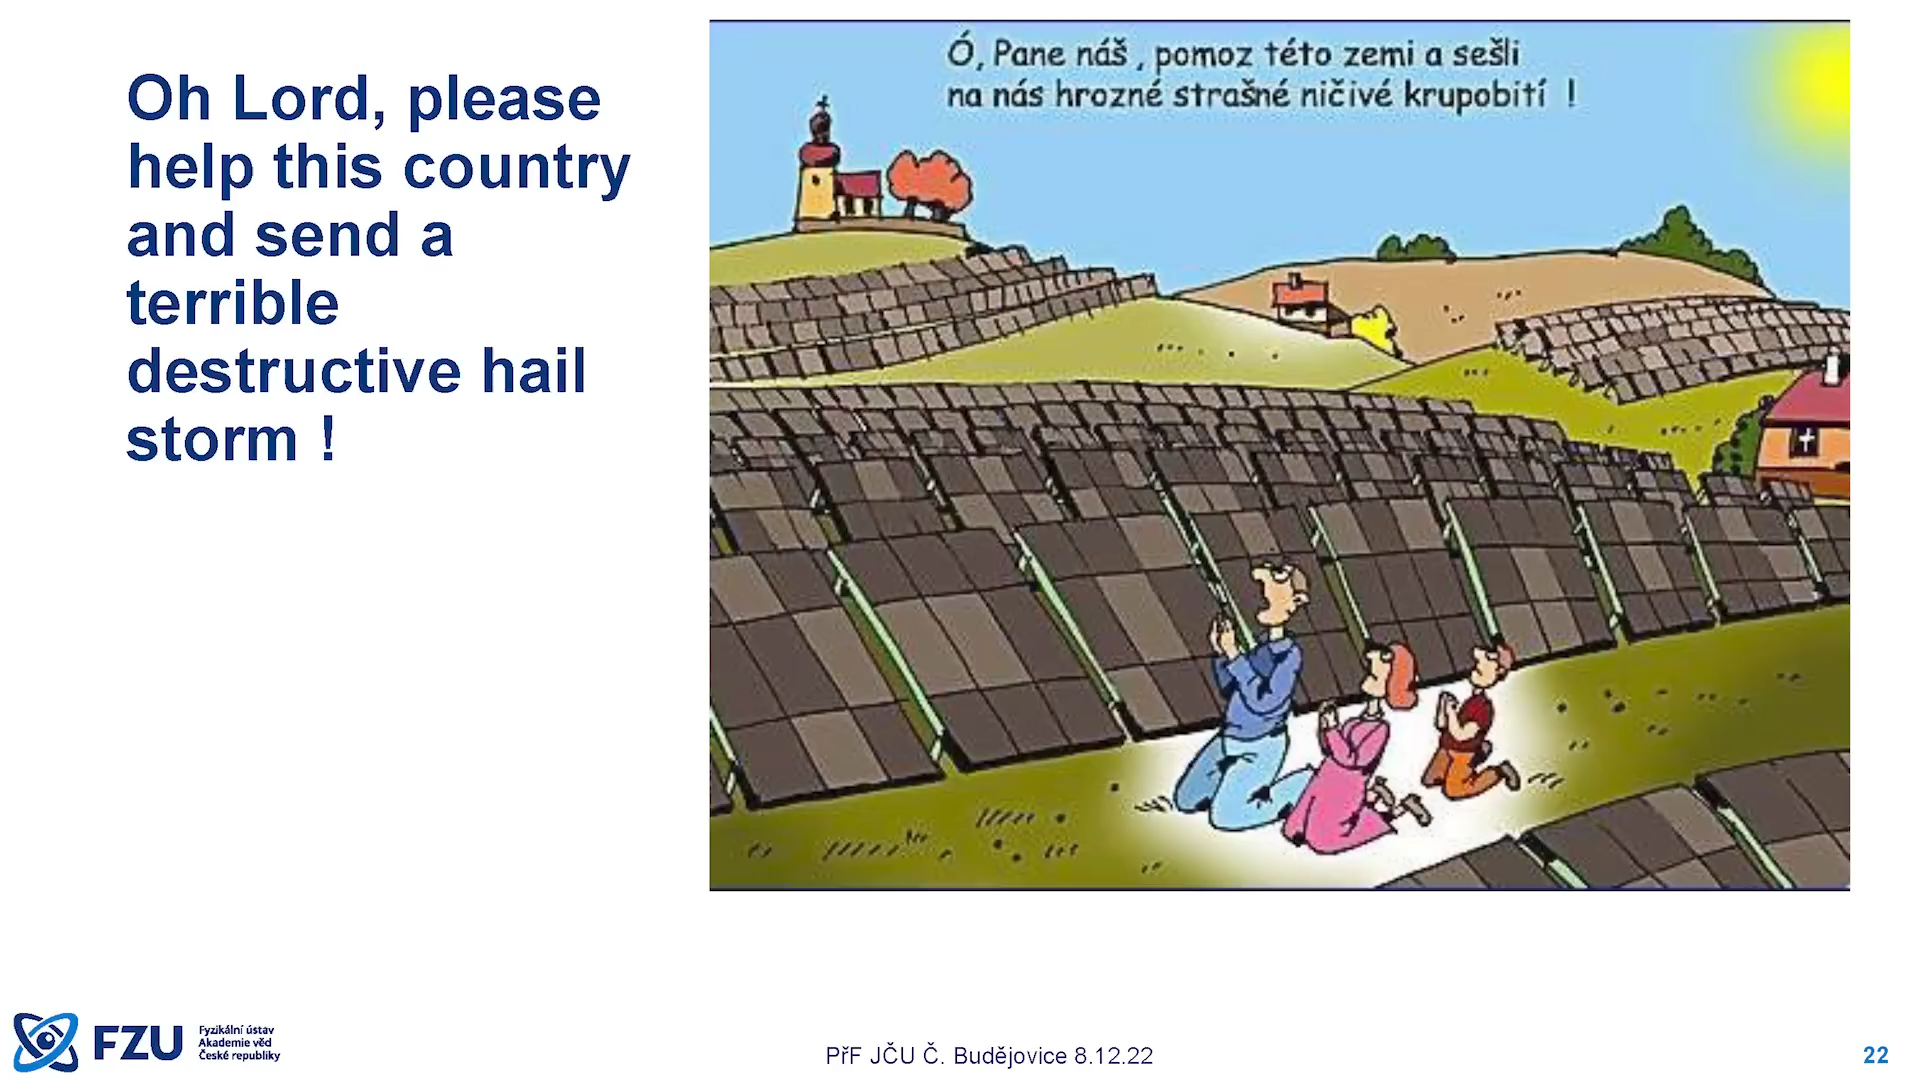 Oh Lord, please
help this country
and send a
terrible
destructive hail
storm !
Ó, Pane náš , pomoz této zemi a sešli
na nás hrozné strašné ničivé krupobití !
FZU
Fyzikální ústav
Akademie věd
České republiky
PřF JČU Č. Budějovice 8.12.22
22